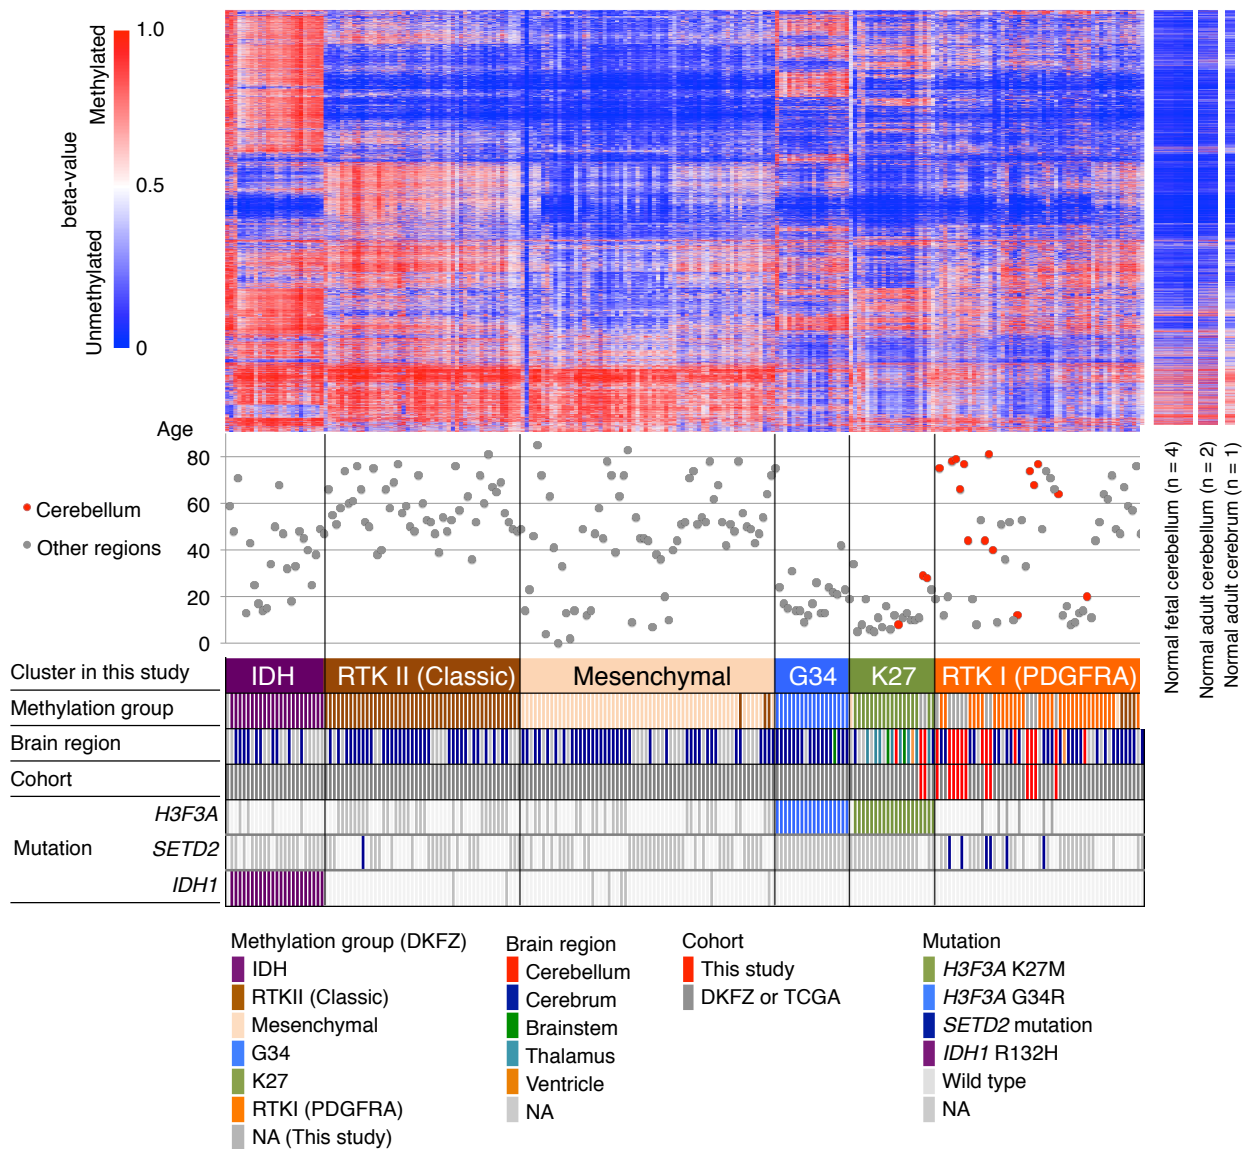 1.0
Methylated
beta-value
0.5
Unmethylated
0
Age
80
60
40
20
0
Cerebellum
Other regions
Normal fetal cerebellum (n = 4)
Normal adult cerebellum (n = 2)
Normal adult cerebrum (n = 1)
Cluster in this study
IDH
RTK II (Classic)
Mesenchymal
G34
K27
RTK I (PDGFRA)
Methylation group
Brain region
Cohort
Mutation
H3F3A
SETD2
IDH1
Methylation group (DKFZ)
IDH
RTKII (Classic)
Mesenchymal
G34
K27
RTKI (PDGFRA)
NA (This study)
Brain region
Cerebellum
Cerebrum
Brainstem
Thalamus
Ventricle
NA
Cohort
This study
DKFZ or TCGA
Mutation
H3F3A K27M
H3F3A G34R
SETD2 mutation
IDH1 R132H
Wild type
NA